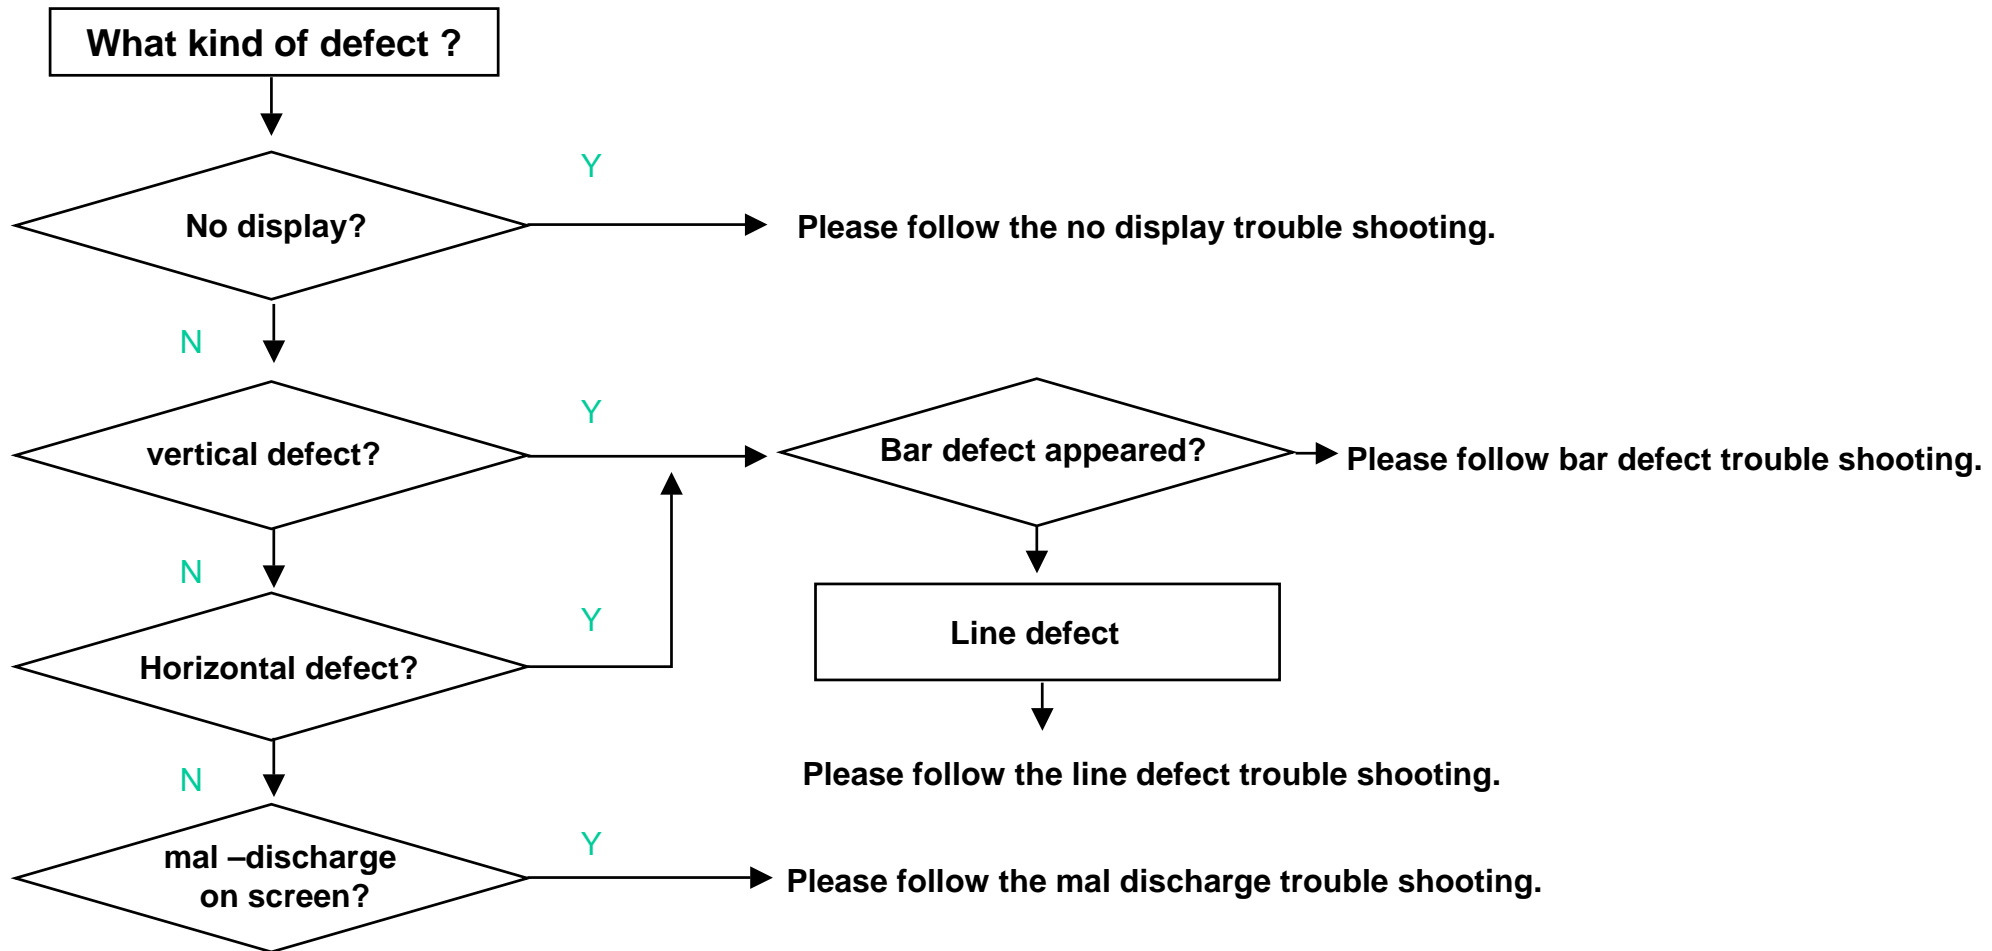 What kind of defect ?
Y
No display?
Please follow the no display trouble shooting.
N
Y
vertical defect?
Bar defect appeared?
Please follow bar defect trouble shooting.
N
Y
Line defect
Horizontal defect?
N
Please follow the line defect trouble shooting.
Y
mal –discharge
on screen?
Please follow the mal discharge trouble shooting.